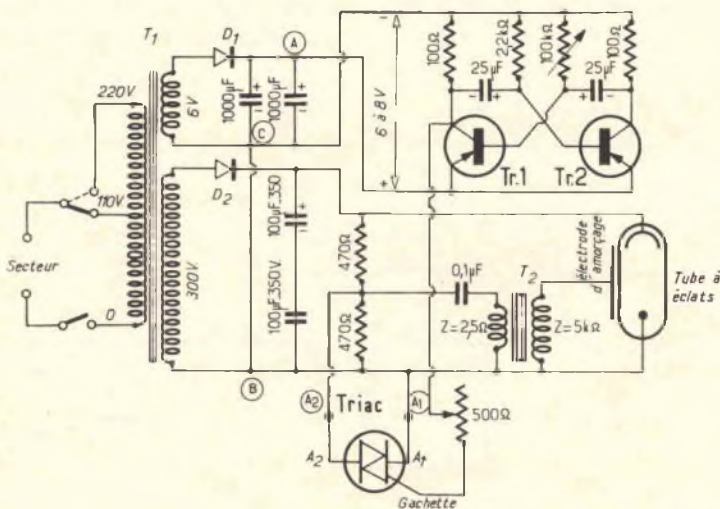 T1
D1
A
220V.
6V
1000µF
1000µF
C
6 à 8V
100Ω
2,2kΩ
100kΩ
100Ω
25µF
25µF
Tr.1
Tr.2
D2
110V.
Secteur
0
300V.
100µF.350
100µF.350V.
470Ω
470Ω
0,1µF
T2
Z=2,5Ω
Z=5kΩ
électrode
d'amorçage
Tube à
éclats
B
A2
Triac
A1
500Ω
A2
A1
Gachette